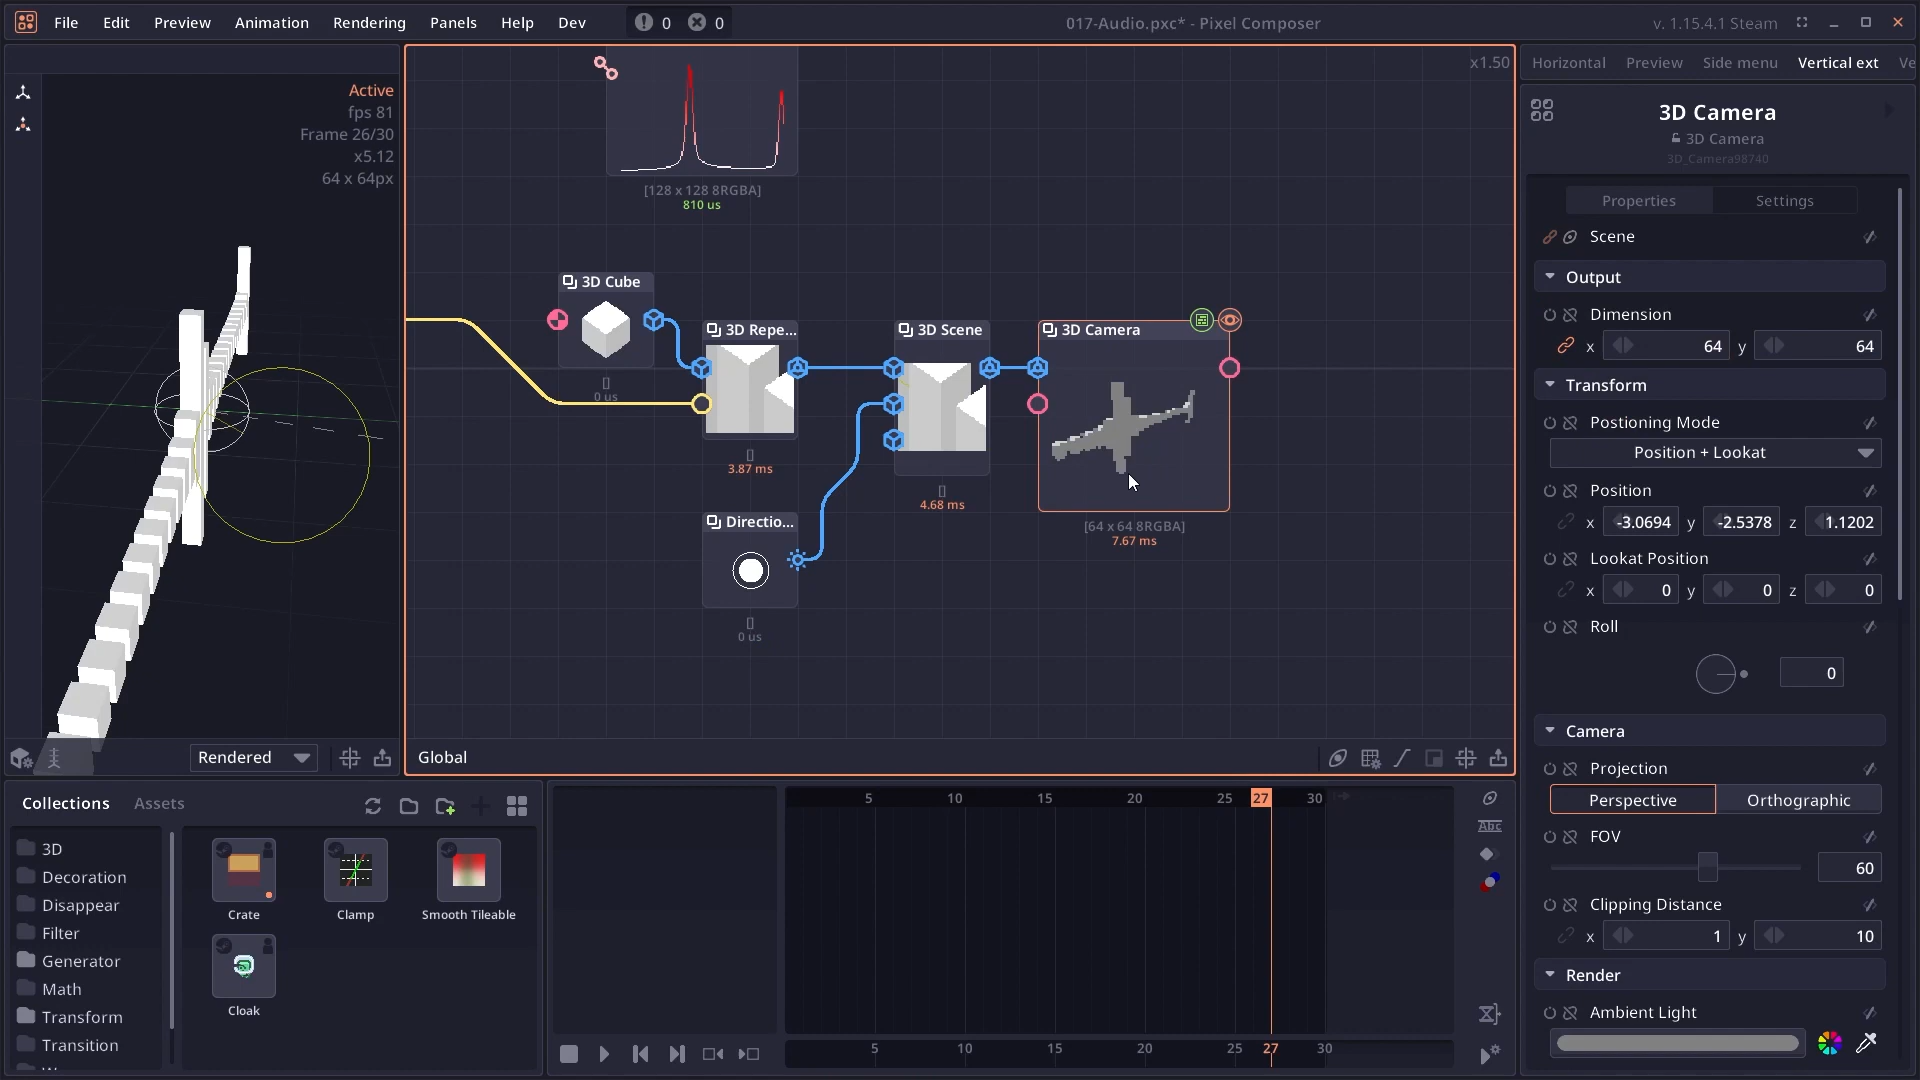 File Edit Preview Animation Rendering Panels Help Dev 0 0 017-Audio.pxc* - Pixel Composer v. 1.15.4.1 Steam
Active
fps 81
Frame 26/30
x5.12
64 x 64px
Rendered
x1.50
[128 x 128 8RGBA]
810 us
3D Cube
0 us
3D Repe...
3.87 ms
3D Scene
4.68 ms
3D Camera
[64 x 64 8RGBA]
7.67 ms
Directio...
0 us
Global
Horizontal Preview Side menu Vertical ext Ve
3D Camera
3D Camera
3D_Camera98740
Properties Settings
Scene
Output
Dimension
x 64 y 64
Transform
Postioning Mode
Position + Lookat
Position
x -3.0694 y -2.5378 z 1.1202
Lookat Position
x 0 y 0 z 0
Roll
0
Camera
Projection
Perspective Orthographic
FOV
60
Clipping Distance
x 1 y 10
Render
Ambient Light
Collections Assets
3D
Decoration
Disappear
Filter
Generator
Math
Transform
Transition
Crate Clamp Smooth Tileable
Cloak
5 10 15 20 25 27 30
Abc
5 10 15 20 25 27 30